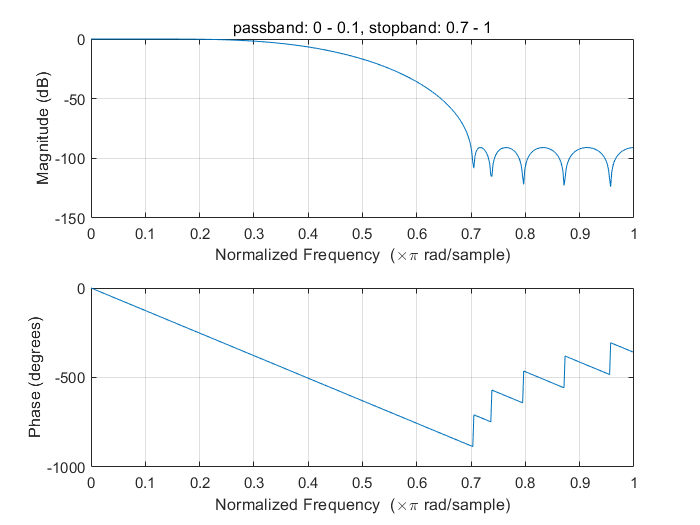 passband: 0 - 0.1, stopband: 0.7 - 1
0
-50
-100
-150
Magnitude (dB)
0 0.1 0.2 0.3 0.4 0.5 0.6 0.7 0.8 0.9 1
Normalized Frequency (×π rad/sample)
0
-500
-1000
Phase (degrees)
0 0.1 0.2 0.3 0.4 0.5 0.6 0.7 0.8 0.9 1
Normalized Frequency (×π rad/sample)